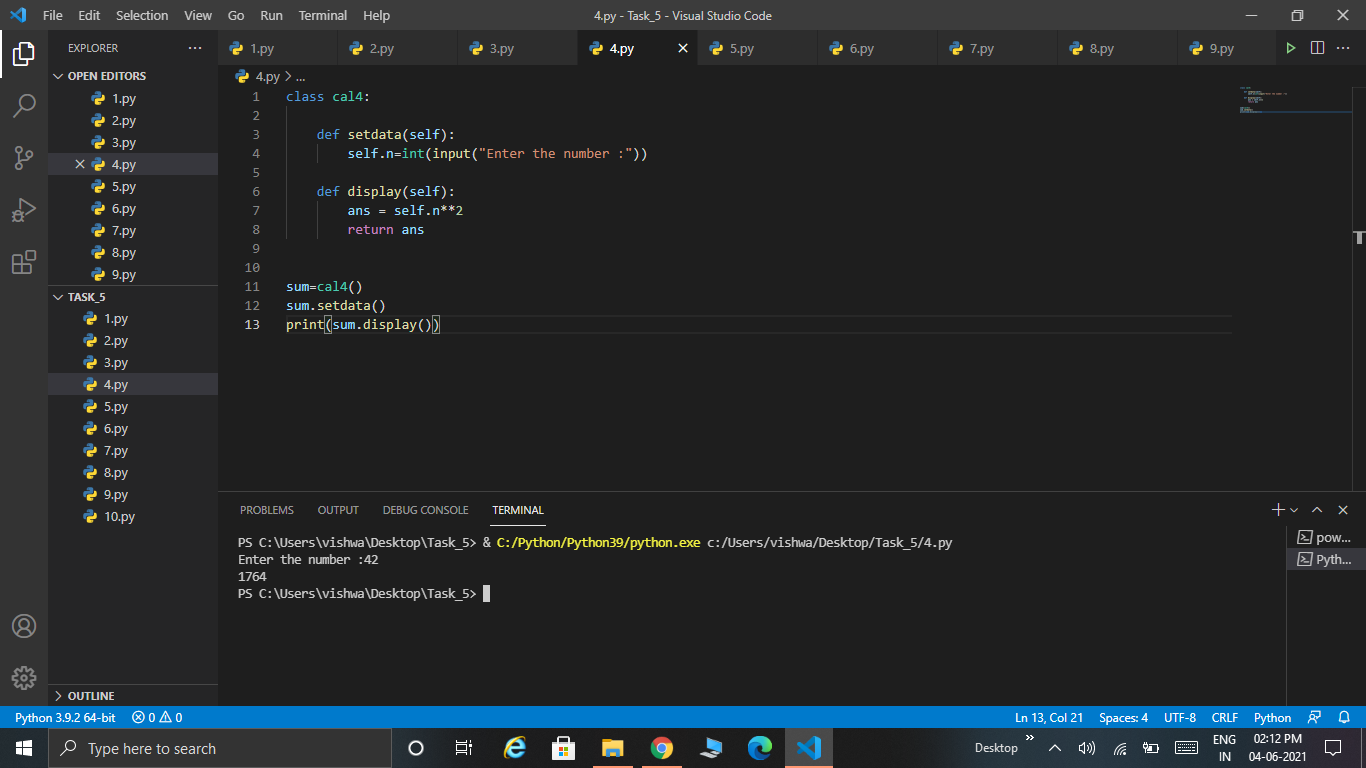 File Edit Selection View Go Run Terminal Help 4.py - Task_5 - Visual Studio Code
EXPLORER
OPEN EDITORS
1.py
2.py
3.py
4.py
5.py
6.py
7.py
8.py
9.py
TASK_5
1.py
2.py
3.py
4.py
5.py
6.py
7.py
8.py
9.py
10.py
OUTLINE
1.py 2.py 3.py 4.py 5.py 6.py 7.py 8.py 9.py
4.py > ...
1 class cal4:
2
3     def setdata(self):
4         self.n=int(input("Enter the number :"))
5
6     def display(self):
7         ans = self.n**2
8         return ans
9
10
11 sum=cal4()
12 sum.setdata()
13 print(sum.display())
PROBLEMS OUTPUT DEBUG CONSOLE TERMINAL
PS C:\Users\vishwa\Desktop\Task_5> & C:/Python/Python39/python.exe c:/Users/vishwa/Desktop/Task_5/4.py
Enter the number :42
1764
PS C:\Users\vishwa\Desktop\Task_5>
pow...
Pyth...
Python 3.9.2 64-bit 0 0 Ln 13, Col 21 Spaces: 4 UTF-8 CRLF Python
Type here to search Desktop ENG IN 02:12 PM 04-06-2021